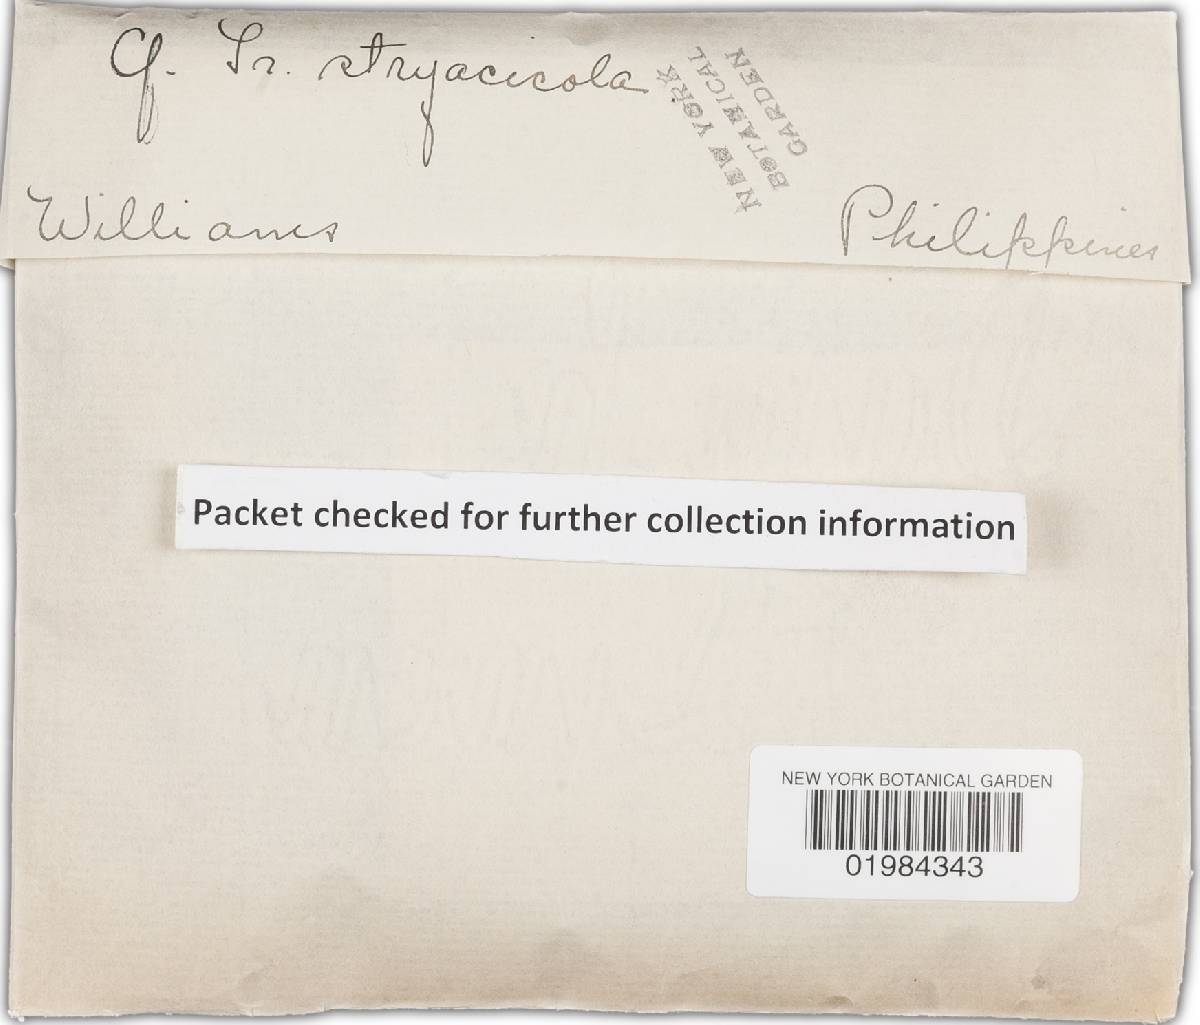 Cf. Tr. stryacicola
NEW YORK
BOTANICAL
GARDEN
Williams
Philippines
Packet checked for further collection information
NEW YORK BOTANICAL GARDEN
01984343